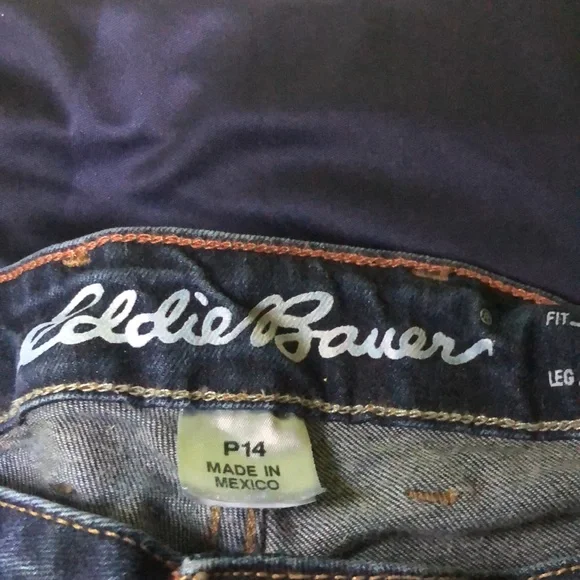 Eddie Bauer ®
FIT
LEG
P14
MADE IN
MEXICO